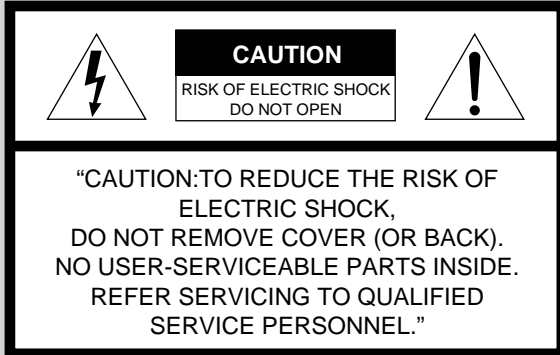 CAUTION
RISK OF ELECTRIC SHOCK
DO NOT OPEN
“CAUTION:TO REDUCE THE RISK OF
ELECTRIC SHOCK,
DO NOT REMOVE COVER (OR BACK).
NO USER-SERVICEABLE PARTS INSIDE.
REFER SERVICING TO QUALIFIED
SERVICE PERSONNEL.”